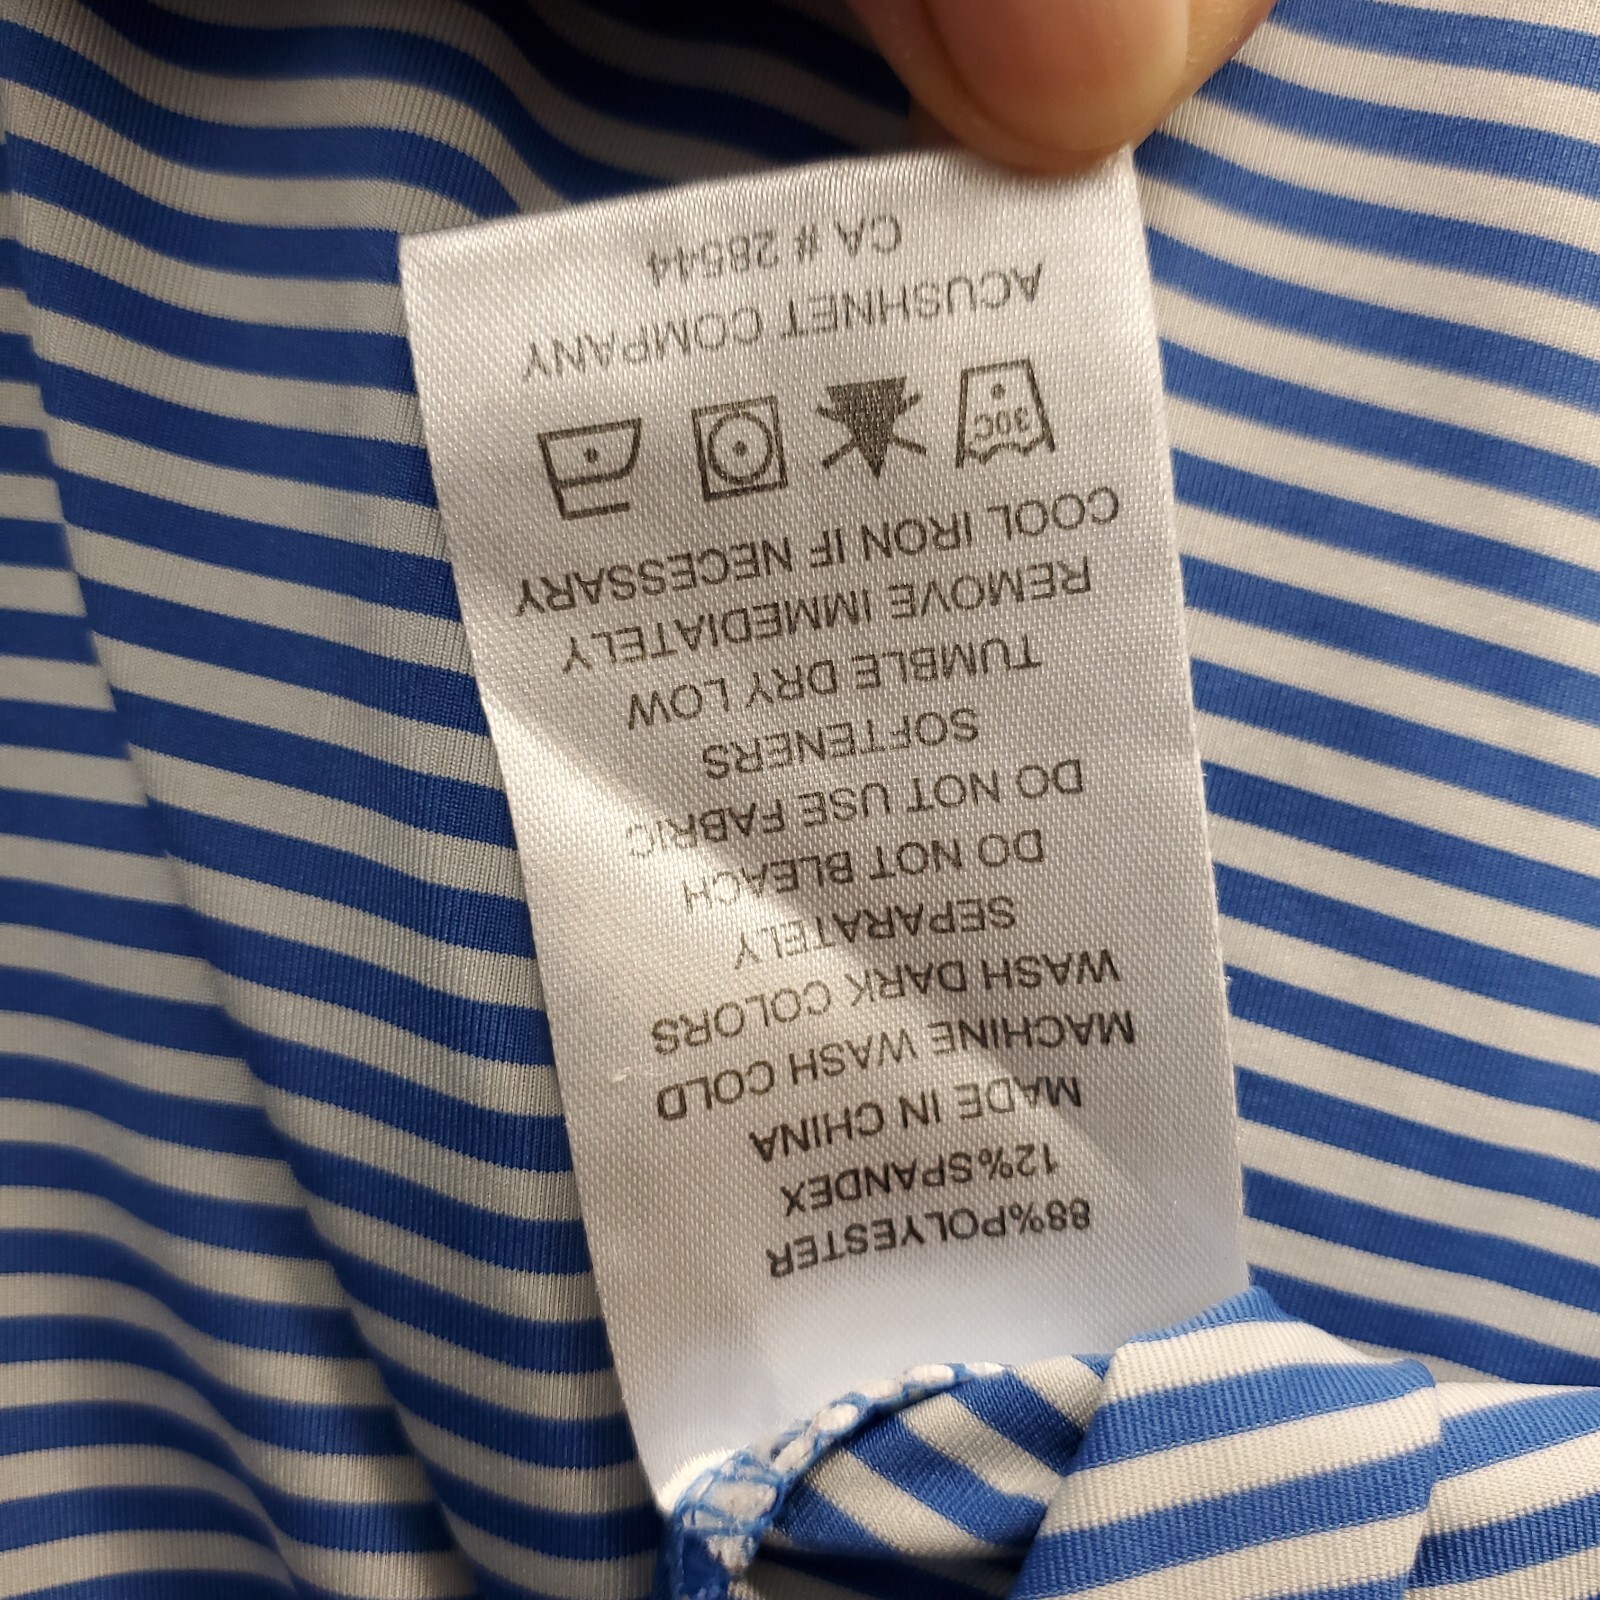 88%POLYESTER
12%SPANDEX
MADE IN CHINA
MACHINE WASH COLD
WASH DARK COLORS
SEPARATELY
DO NOT BLEACH
DO NOT USE FABRIC
SOFTENERS
TUMBLE DRY LOW
REMOVE IMMEDIATELY
COOL IRON IF NECESSARY
30C
ACUSHNET COMPANY
CA # 28544